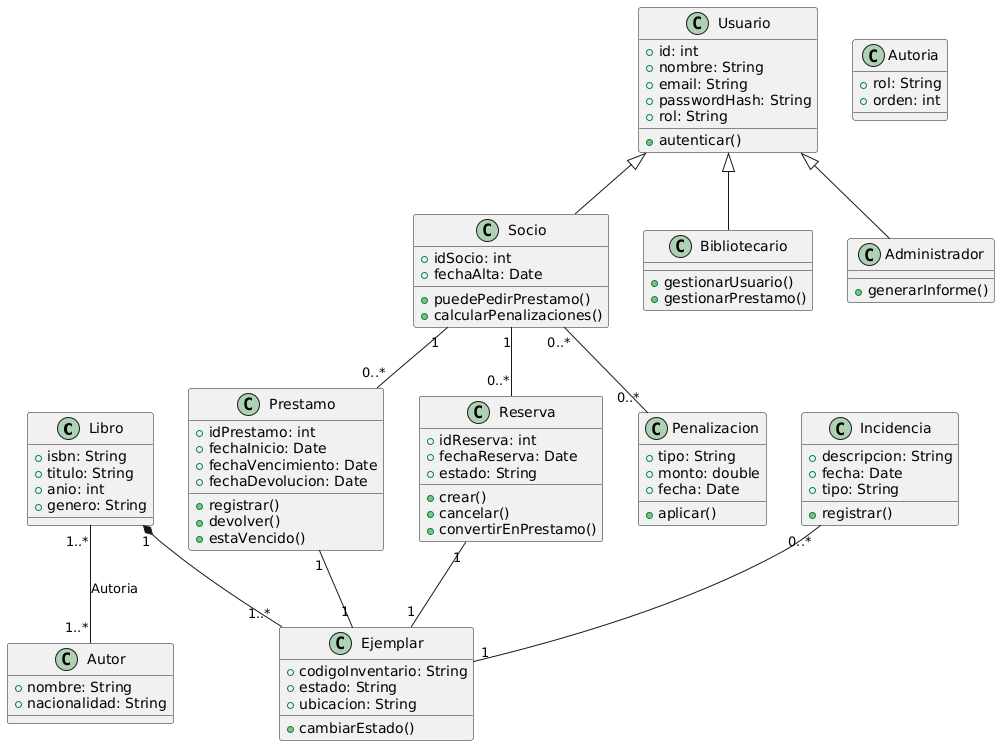 C Usuario
id: int
nombre: String
email: String
passwordHash: String
rol: String
autenticar()
C Autoria
rol: String
orden: int
C Socio
idSocio: int
fechaAlta: Date
puedePedirPrestamo()
calcularPenalizaciones()
C Bibliotecario
gestionarUsuario()
gestionarPrestamo()
C Administrador
generarInforme()
1
0..*
1
0..*
0..*
0..*
C Libro
isbn: String
titulo: String
anio: int
genero: String
C Prestamo
idPrestamo: int
fechaInicio: Date
fechaVencimiento: Date
fechaDevolucion: Date
registrar()
devolver()
estaVencido()
C Reserva
idReserva: int
fechaReserva: Date
estado: String
crear()
cancelar()
convertirEnPrestamo()
C Penalizacion
tipo: String
monto: double
fecha: Date
aplicar()
C Incidencia
descripcion: String
fecha: Date
tipo: String
registrar()
1..*
1
Autoria
1..*
1..*
1
1
1
1
0..*
1
C Autor
nombre: String
nacionalidad: String
C Ejemplar
codigoInventario: String
estado: String
ubicacion: String
cambiarEstado()